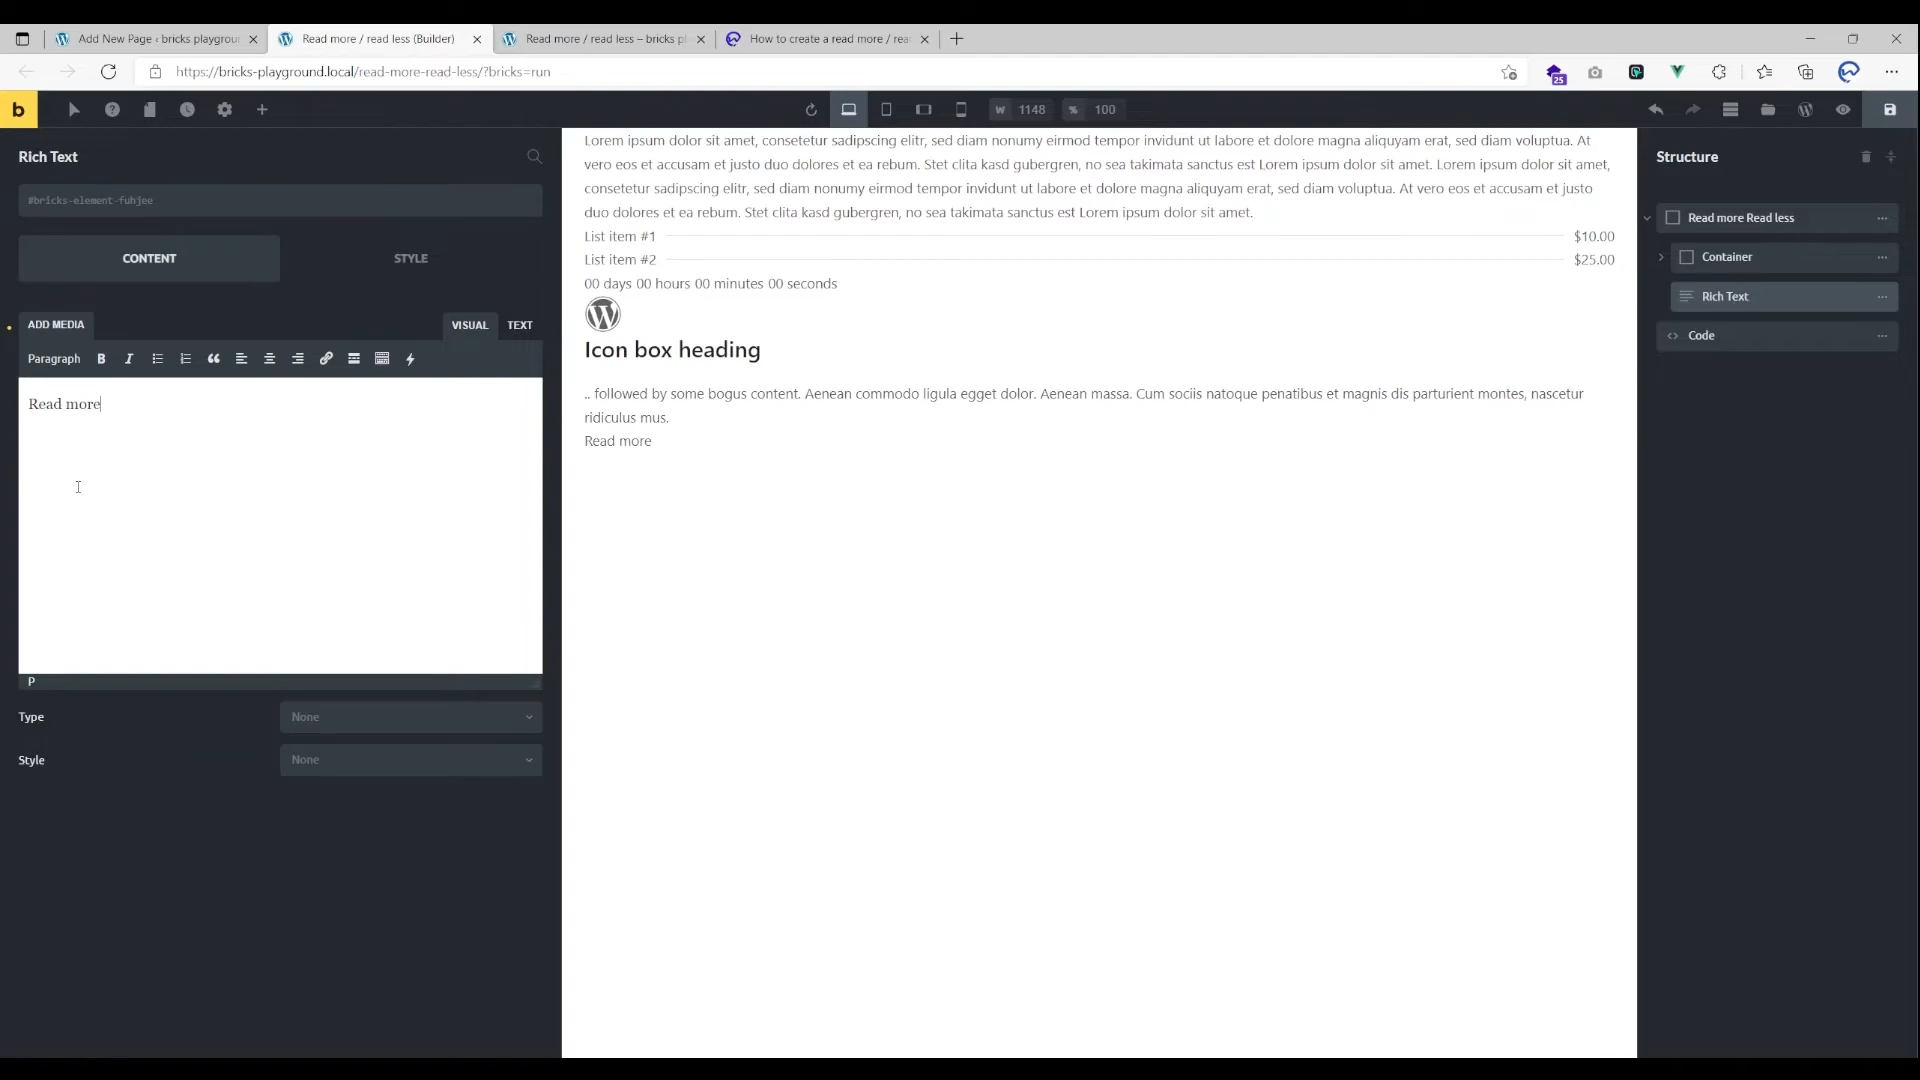 Add New Page ‹ bricks playgrou
Read more / read less (Builder)
Read more / read less – bricks pl
How to create a read more / rea
https://bricks-playground.local/read-more-read-less/?bricks=run
25
b
W 1148
% 100
Rich Text
#bricks-element-fuhjee
CONTENT
STYLE
ADD MEDIA
VISUAL
TEXT
Paragraph
Read more
P
Type
None
Style
None
Lorem ipsum dolor sit amet, consetetur sadipscing elitr, sed diam nonumy eirmod tempor invidunt ut labore et dolore magna aliquyam erat, sed diam voluptua. At
vero eos et accusam et justo duo dolores et ea rebum. Stet clita kasd gubergren, no sea takimata sanctus est Lorem ipsum dolor sit amet. Lorem ipsum dolor sit amet,
consetetur sadipscing elitr, sed diam nonumy eirmod tempor invidunt ut labore et dolore magna aliquyam erat, sed diam voluptua. At vero eos et accusam et justo
duo dolores et ea rebum. Stet clita kasd gubergren, no sea takimata sanctus est Lorem ipsum dolor sit amet.
List item #1 $10.00
List item #2 $25.00
00 days 00 hours 00 minutes 00 seconds
Icon box heading
.. followed by some bogus content. Aenean commodo ligula egget dolor. Aenean massa. Cum sociis natoque penatibus et magnis dis parturient montes, nascetur
ridiculus mus.
Read more
Structure
Read more Read less
Container
Rich Text
Code